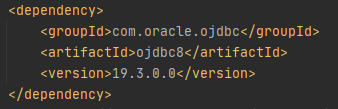 <dependency>
    <groupId>com.oracle.ojdbc</groupId>
    <artifactId>ojdbc8</artifactId>
    <version>19.3.0.0</version>
</dependency>